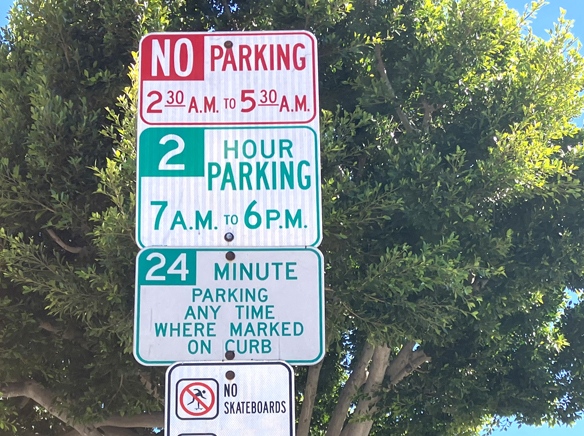 NO PARKING
2³⁰ A.M. TO 5³⁰ A.M.
2 HOUR
PARKING
7 A.M. TO 6 P.M.
24 MINUTE
PARKING
ANY TIME
WHERE MARKED
ON CURB
NO
SKATEBOARDS